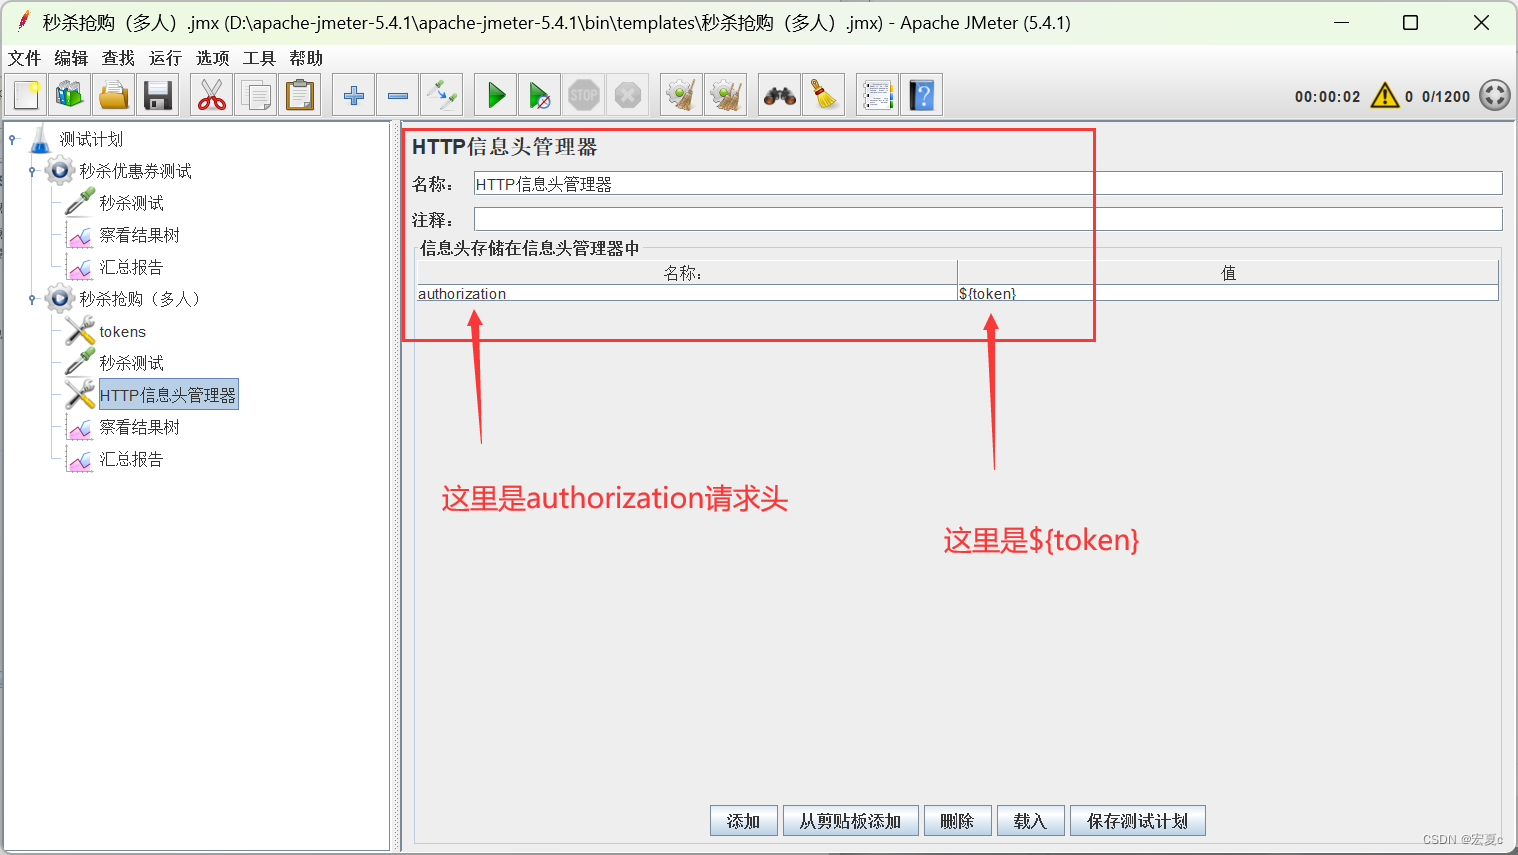 秒杀抢购（多人）.jmx (D:\apache-jmeter-5.4.1\apache-jmeter-5.4.1\bin\templates\秒杀抢购（多人）.jmx) - Apache JMeter (5.4.1)
文件 编辑 查找 运行 选项 工具 帮助
STOP STOP
00:00:02 0 0/1200
测试计划
秒杀优惠券测试
秒杀测试
察看结果树
汇总报告
秒杀抢购（多人）
tokens
秒杀测试
HTTP信息头管理器
察看结果树
汇总报告
HTTP信息头管理器
名称： HTTP信息头管理器
注释：
信息头存储在信息头管理器中
名称: 值
authorization ${token}
这里是authorization请求头
这里是${token}
添加 从剪贴板添加 删除 载入 保存测试计划
CSDN @宏夏c